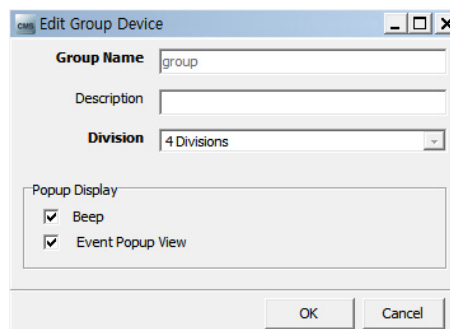 CMS Edit Group Device
Group Name group
Description
Division 4 Divisions
Popup Display
Beep
Event Popup View
OK Cancel